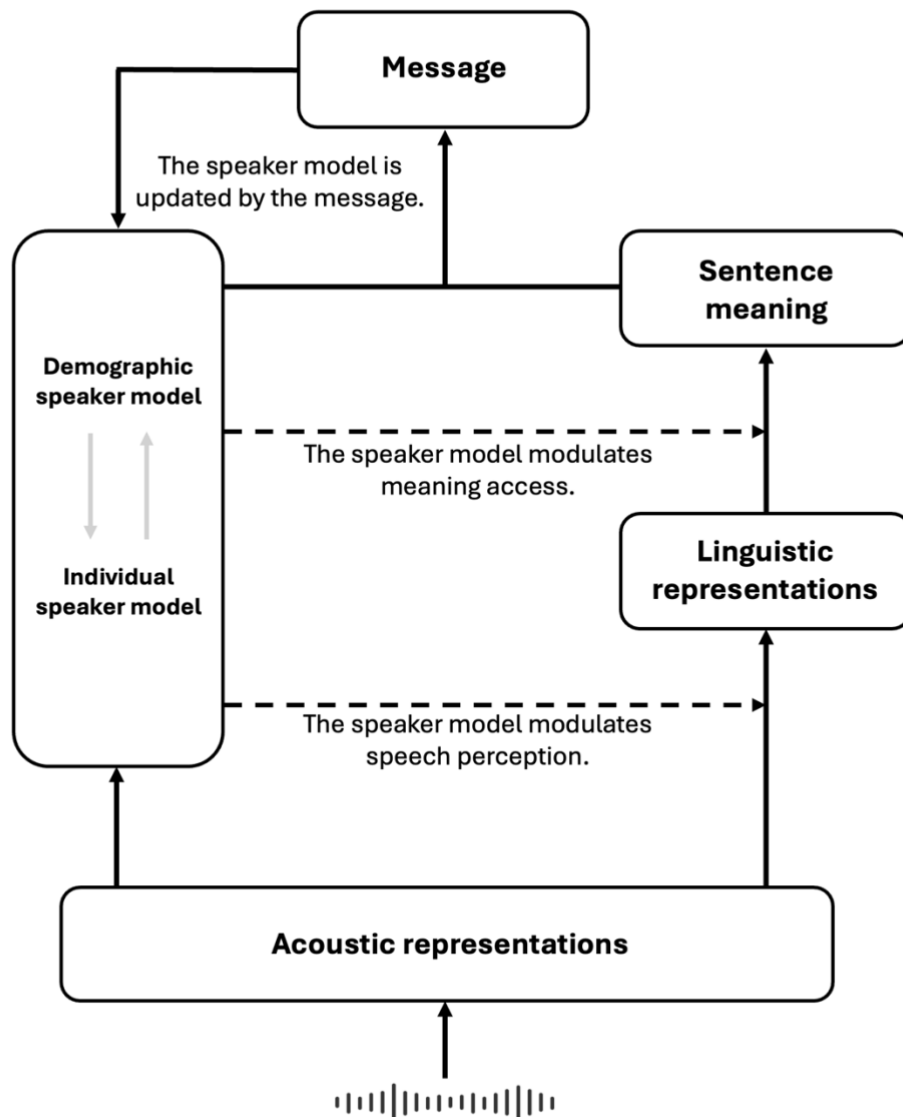 Message
The speaker model is
updated by the message.
Sentence
meaning
Demographic
speaker model
The speaker model modulates
meaning access.
Linguistic
representations
Individual
speaker model
The speaker model modulates
speech perception.
Acoustic representations